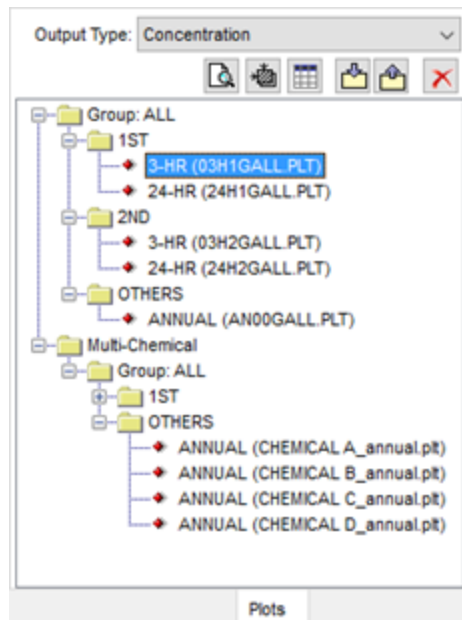 Output Type: Concentration
Group: ALL
1ST
3-HR (03H1GALL.PLT)
24-HR (24H1GALL.PLT)
2ND
3-HR (03H2GALL.PLT)
24-HR (24H2GALL.PLT)
OTHERS
ANNUAL (AN00GALL.PLT)
Multi-Chemical
Group: ALL
1ST
OTHERS
ANNUAL (CHEMICAL A_annual.plt)
ANNUAL (CHEMICAL B_annual.plt)
ANNUAL (CHEMICAL C_annual.plt)
ANNUAL (CHEMICAL D_annual.plt)
Plots